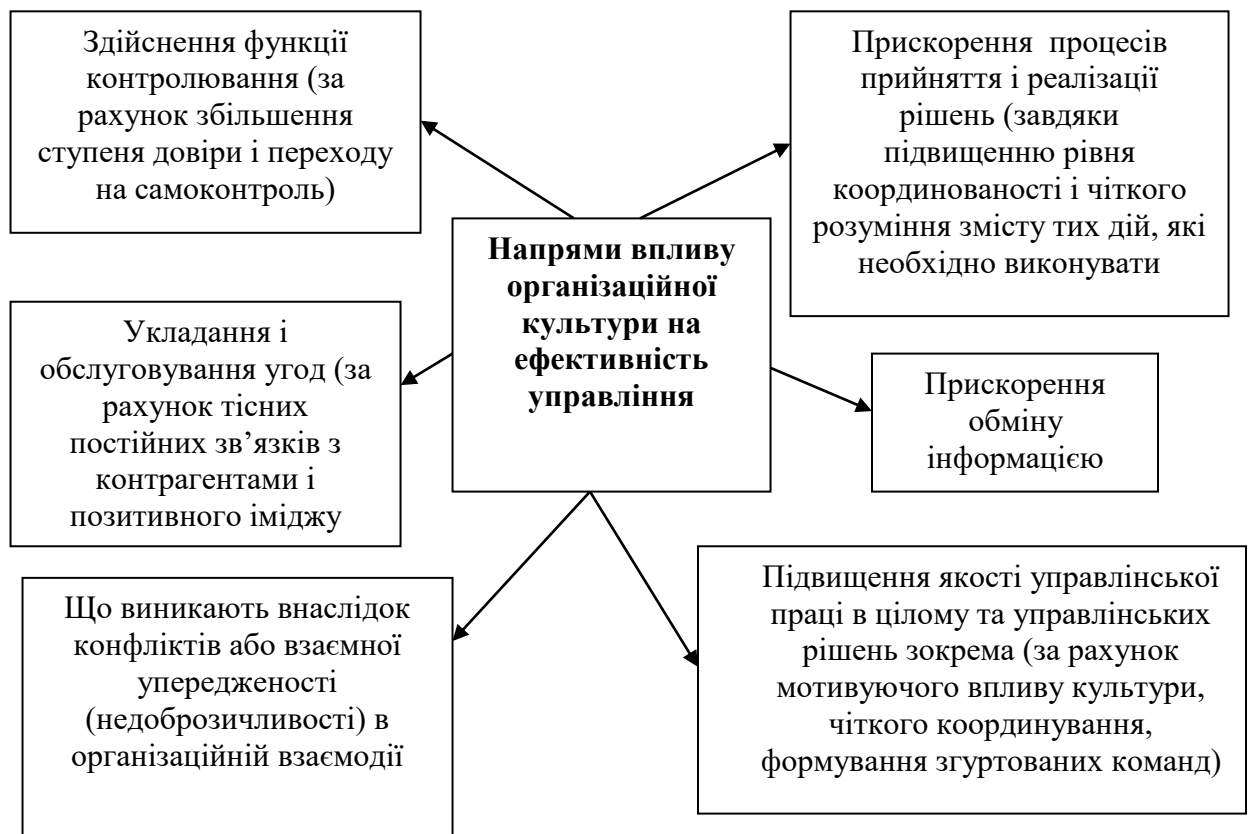 Здійснення функції
контролювання (за
рахунок збільшення
ступеня довіри і переходу
на самоконтроль)
Прискорення процесів
прийняття і реалізації
рішень (завдяки
підвищенню рівня
координованості і чіткого
розуміння змісту тих дій, які
необхідно виконувати
Напрями впливу
організаційної
культури на
ефективність
управління
Укладання і
обслуговування угод (за
рахунок тісних
постійних зв’язків з
контрагентами і
позитивного іміджу
Прискорення
обміну
інформацією
Що виникають внаслідок
конфліктів або взаємної
упередженості
(недоброзичливості) в
організаційній взаємодії
Підвищення якості управлінської
праці в цілому та управлінських
рішень зокрема (за рахунок
мотивуючого впливу культури,
чіткого координування,
формування згуртованих команд)